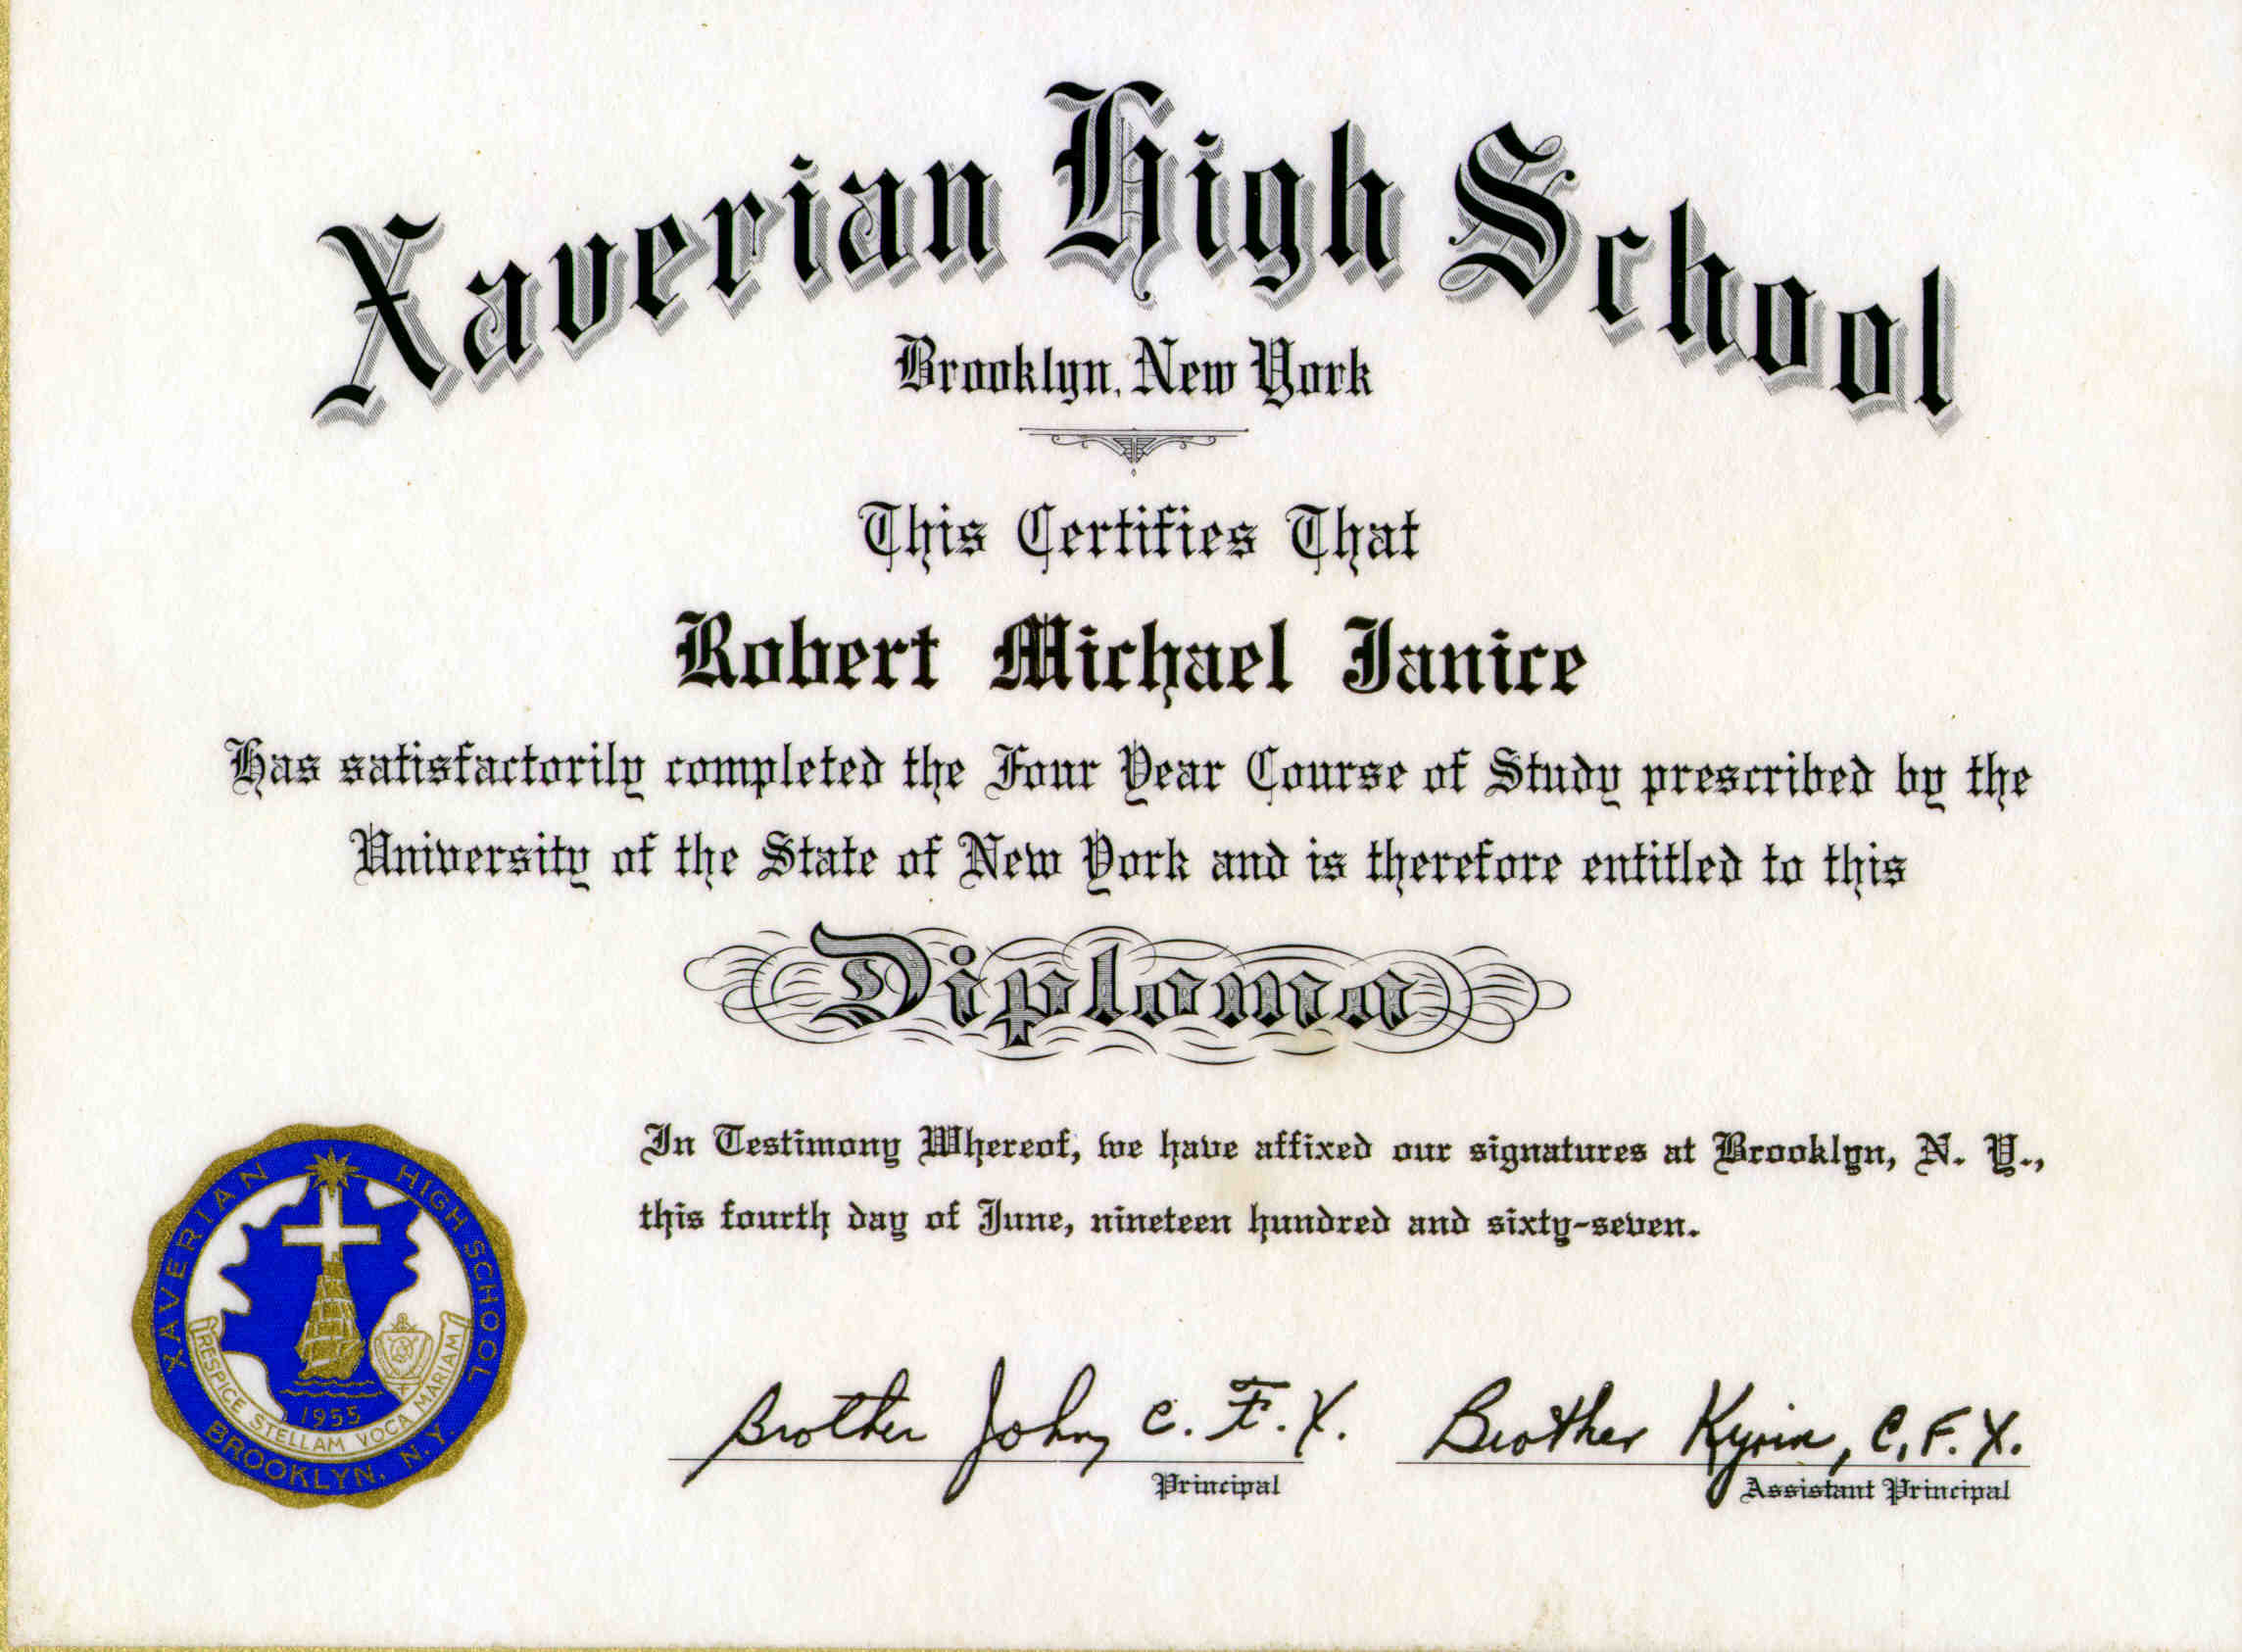 Xaverian High School
Brooklyn, New York
This Certifies That
Robert Michael Janice
Has satisfactorily completed the Four Year Course of Study prescribed by the
University of the State of New York and is therefore entitled to this
Diploma
In Testimony Whereof, we have affixed our signatures at Brooklyn, N. Y.,
this fourth day of June, nineteen hundred and sixty-seven.
XAVERIAN HIGH SCHOOL
RESPICE STELLAM VOCA MARIAM
1955
BROOKLYN, N.Y.
Brother John, C. F. X.
Principal
Brother Kyrin, C. F. X.
Assistant Principal